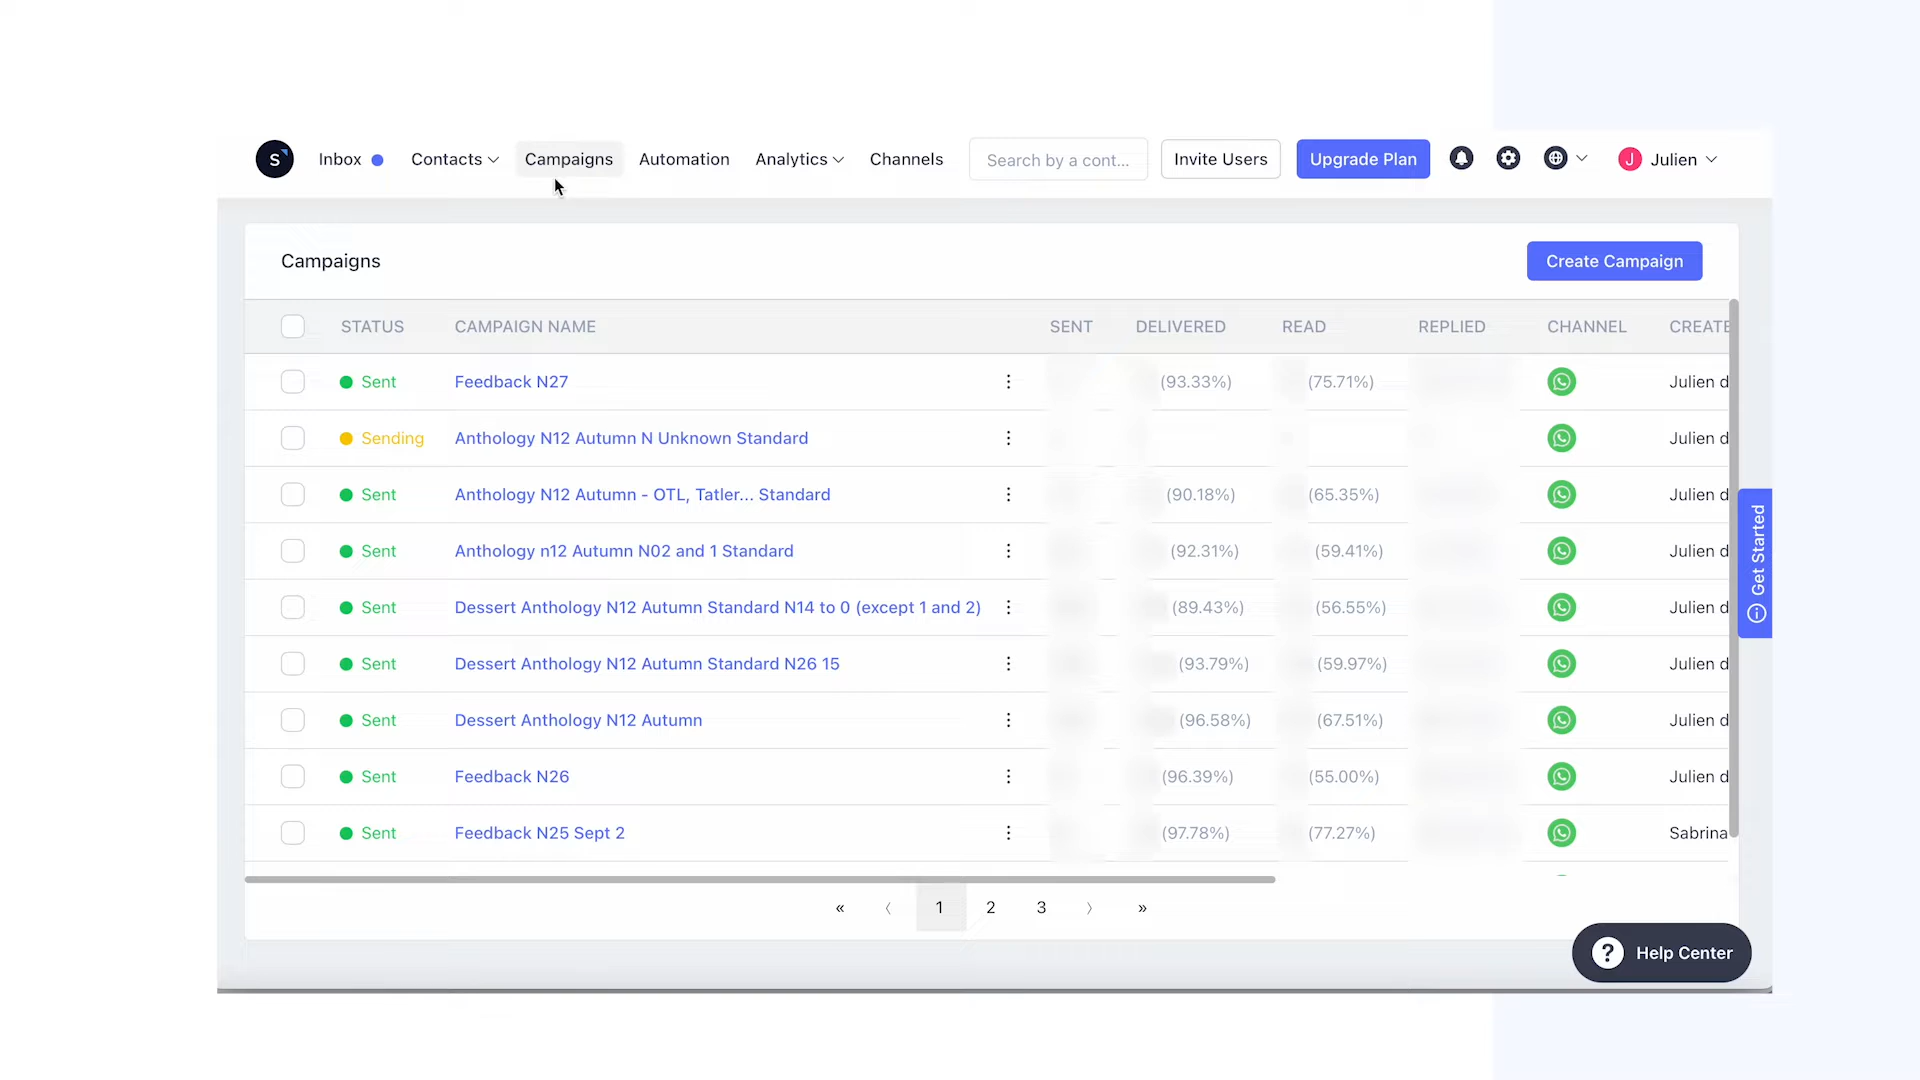 S Inbox Contacts Campaigns Automation Analytics Channels Search by a cont... Invite Users Upgrade Plan J Julien
Campaigns Create Campaign
STATUS CAMPAIGN NAME SENT DELIVERED READ REPLIED CHANNEL CREATE
Sent Feedback N27 (93.33%) (75.71%) Julien d
Sending Anthology N12 Autumn N Unknown Standard Julien d
Sent Anthology N12 Autumn - OTL, Tatler... Standard (90.18%) (65.35%) Julien d
Sent Anthology n12 Autumn N02 and 1 Standard (92.31%) (59.41%) Julien d
Sent Dessert Anthology N12 Autumn Standard N14 to 0 (except 1 and 2) (89.43%) (56.55%) Julien d
Sent Dessert Anthology N12 Autumn Standard N26 15 (93.79%) (59.97%) Julien d
Sent Dessert Anthology N12 Autumn (96.58%) (67.51%) Julien d
Sent Feedback N26 (96.39%) (55.00%) Julien d
Sent Feedback N25 Sept 2 (97.78%) (77.27%) Sabrina
Get Started
« ‹ 1 2 3 › »
? Help Center